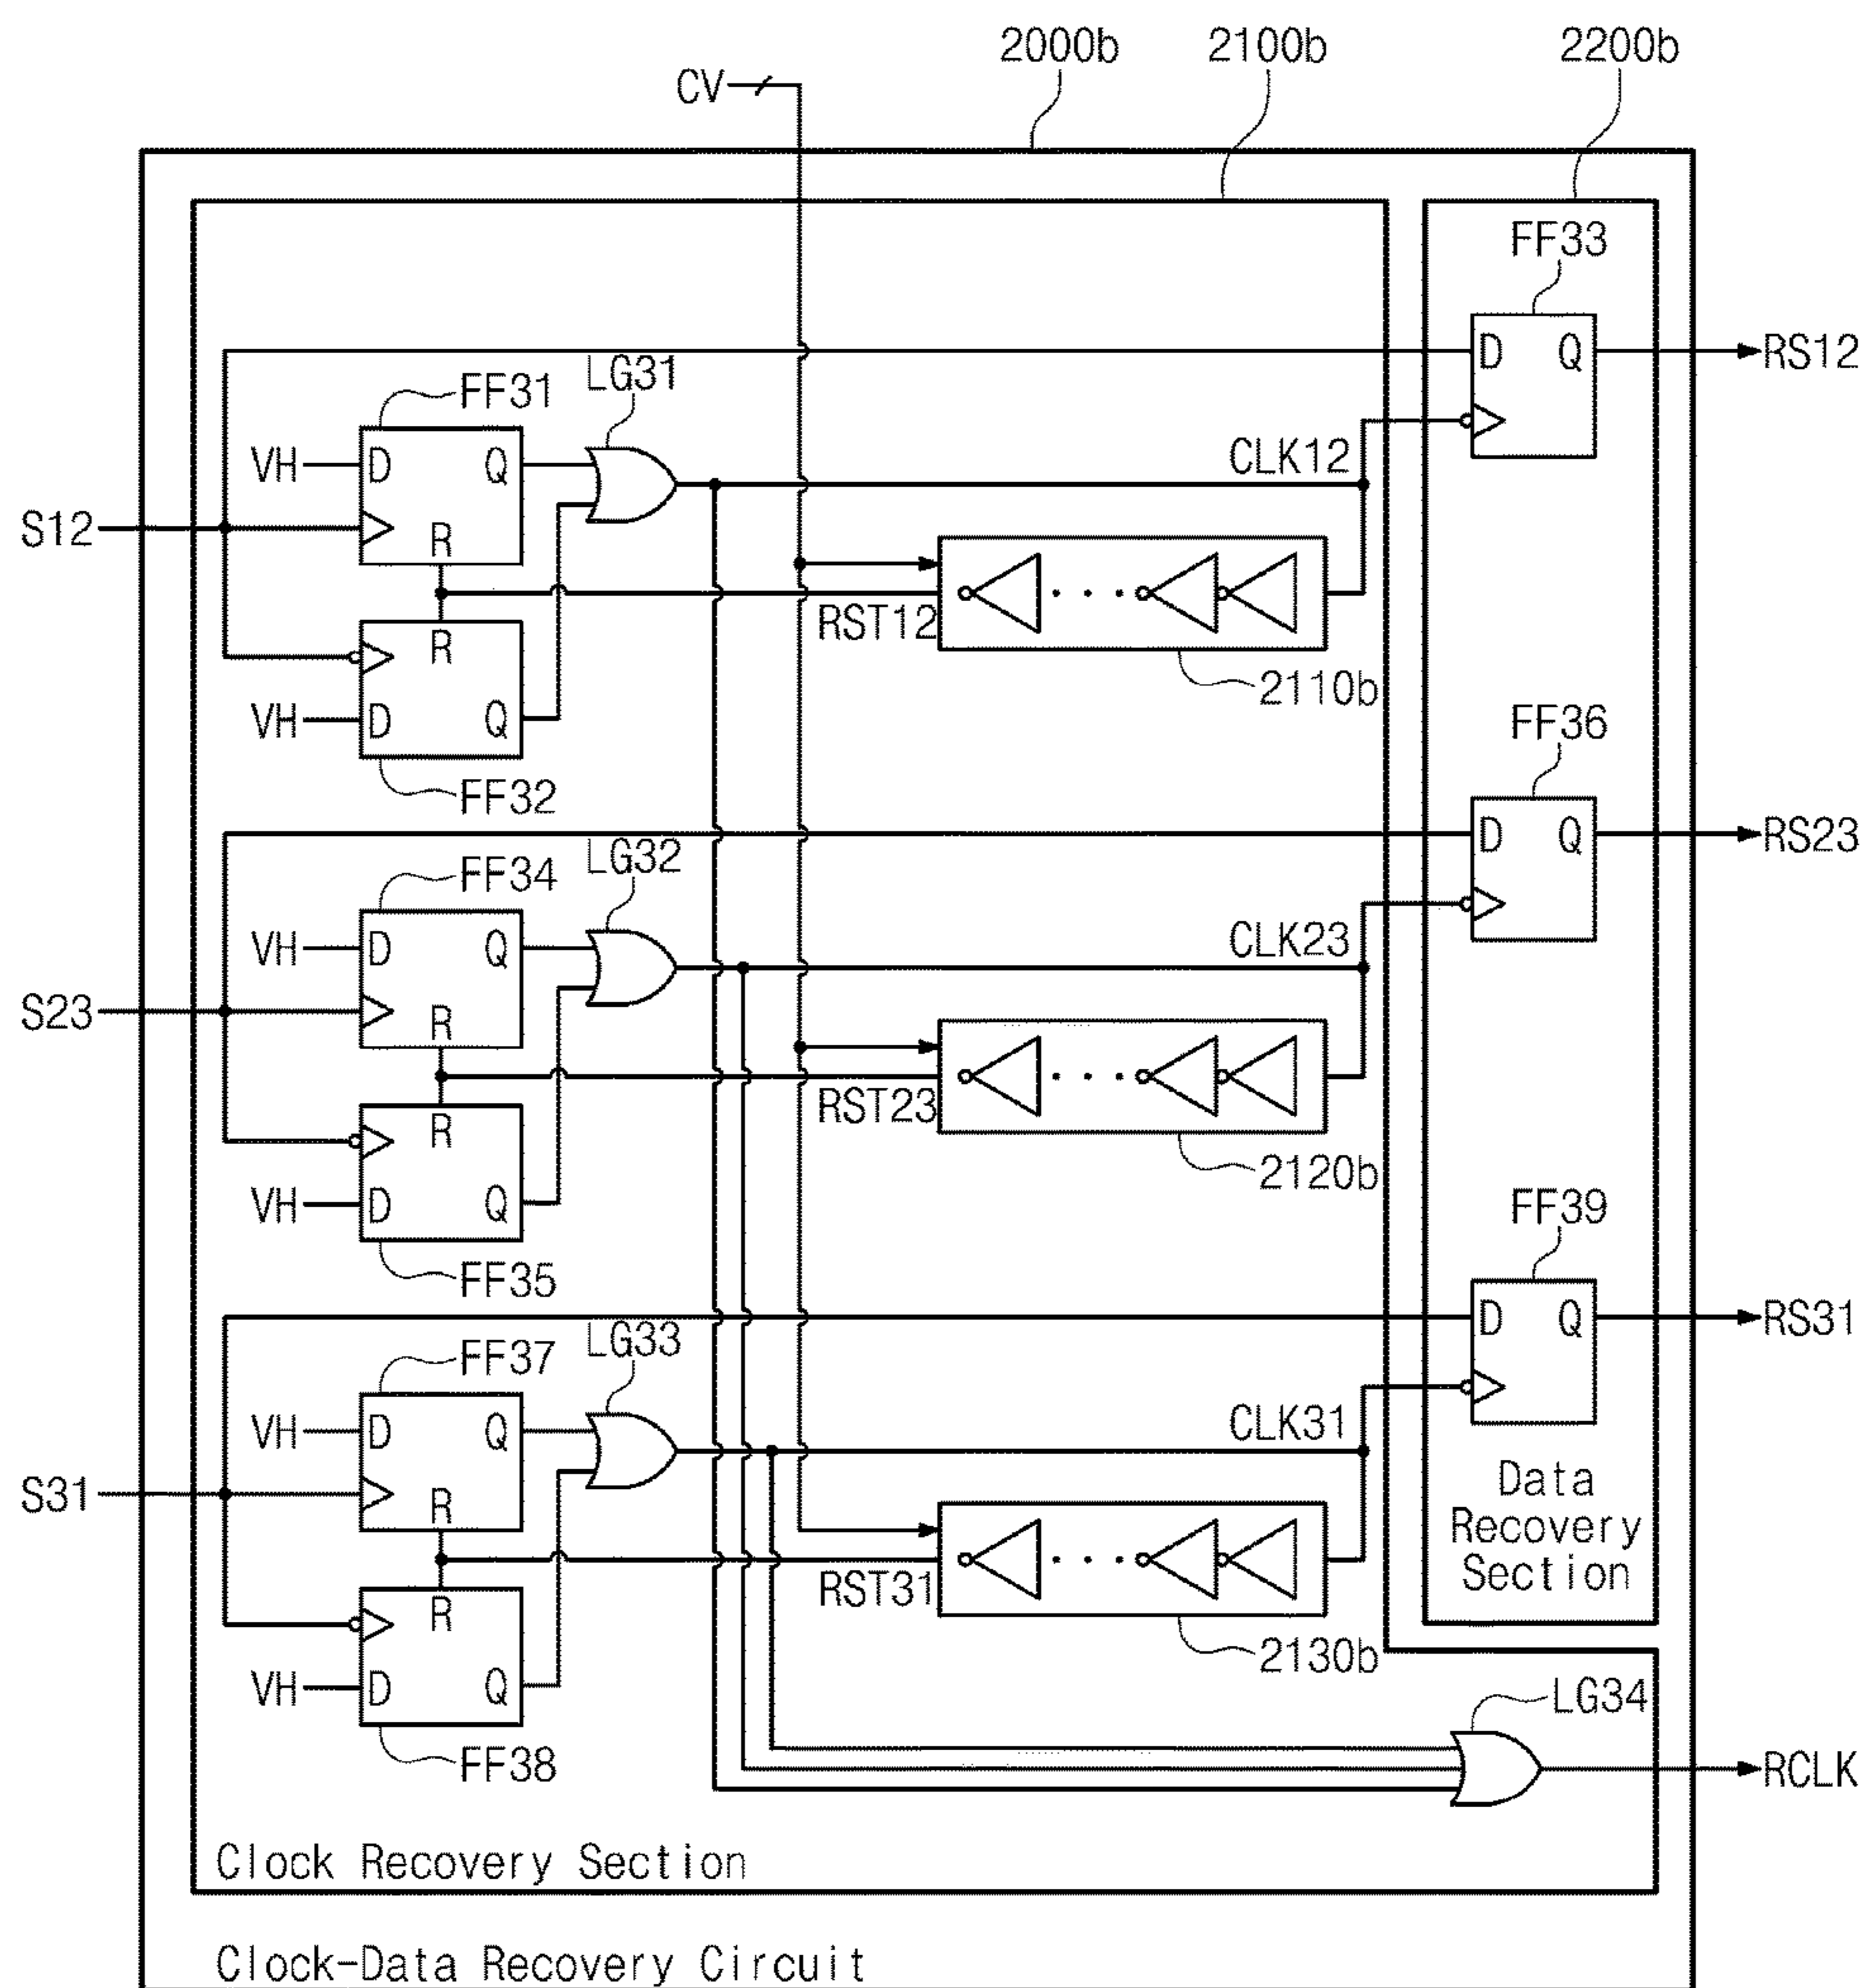 2000b 2100b 2200b
CV
FF33
D Q RS12
LG31
FF31
VH D Q
CLK12
S12
R
RST12
R
2110b
VH D Q
FF32
FF36
D Q RS23
LG32
FF34
VH D Q
CLK23
S23
R
RST23
R
2120b
VH D Q
FF35
FF39
D Q RS31
LG33
FF37
VH D Q
CLK31
S31
R
Data
Recovery
Section
RST31
R
2130b
VH D Q
FF38
LG34
RCLK
Clock Recovery Section
Clock-Data Recovery Circuit